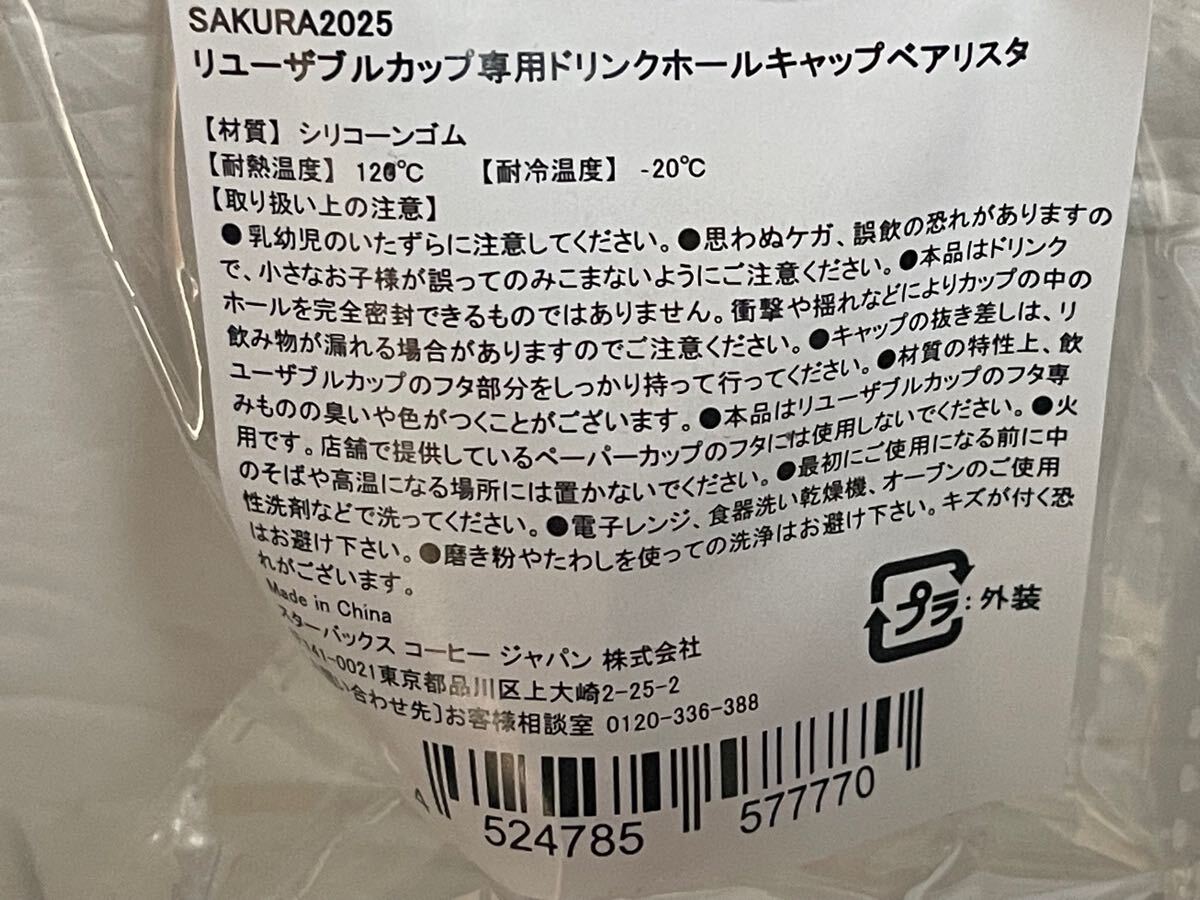 SAKURA2025
リユーザブルカップ専用ドリンクホールキャップベアリスタ
【材質】 シリコーンゴム
【耐熱温度】 120℃ 【耐冷温度】 -20℃
【取り扱い上の注意】
●乳幼児のいたずらに注意してください。●思わぬケガ、誤飲の恐れがありますの
で、小さなお子様が誤ってのみこまないようにご注意ください。●本品はドリンク
ホールを完全密封できるものではありません。衝撃や揺れなどによりカップの中の
飲み物が漏れる場合がありますのでご注意ください。●キャップの抜き差しは、リ
ユーザブルカップのフタ部分をしっかり持って行ってください。●材質の特性上、飲
みものの臭いや色がつくことがございます。●本品はリユーザブルカップのフタ専
用です。店舗で提供しているペーパーカップのフタには使用しないでください。●火
のそばや高温になる場所には置かないでください。●最初にご使用になる前に中
性洗剤などで洗ってください。●電子レンジ、食器洗い乾燥機、オーブンのご使用
はお避け下さい。●磨き粉やたわしを使っての洗浄はお避け下さい。キズが付く恐
れがございます。
Made in China
スターバックス コーヒー ジャパン 株式会社
141-0021東京都品川区上大崎2-25-2
い合わせ先]お客様相談室 0120-336-388
プラ:外装
4 524785 577770